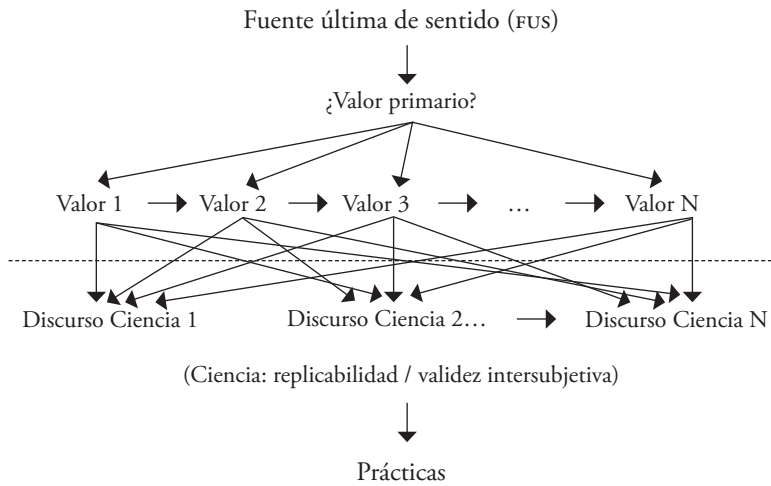 Fuente última de sentido (FUS)
¿Valor primario?
Valor 1 Valor 2 Valor 3 … Valor N
Discurso Ciencia 1 Discurso Ciencia 2… Discurso Ciencia N
(Ciencia: replicabilidad / validez intersubjetiva)
Prácticas